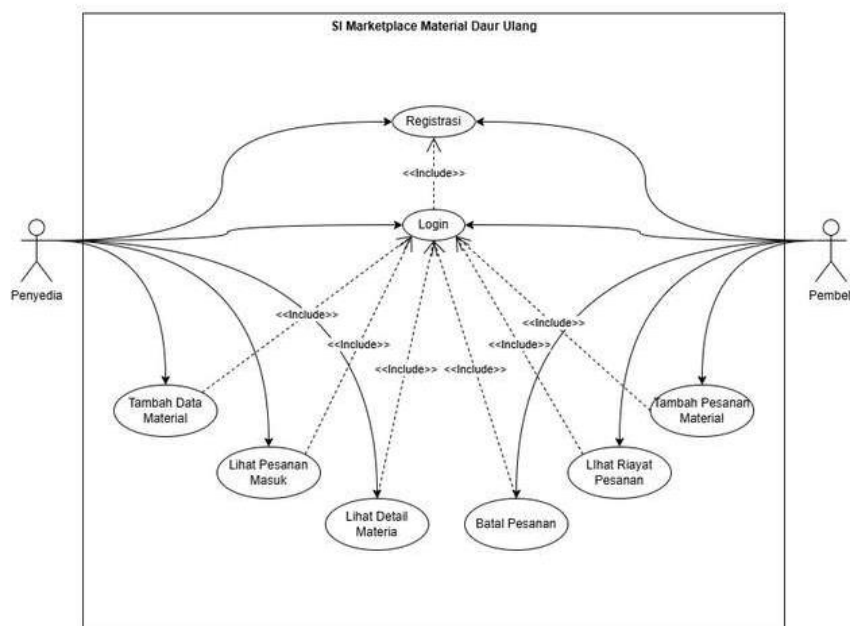 SI Marketplace Material Daur Ulang
Registrasi
<<Include>>
Login
Penyedia
Pembel
<<Include>>
<<Include>>
<<Include>>
<<Include>>
<<Include>>
<<Include>>
Tambah Data
Material
Tambah Pesanan
Material
Lihat Pesanan
Masuk
LIhat Riayat
Pesanan
Lihat Detail
Materia
Batal Pesanan